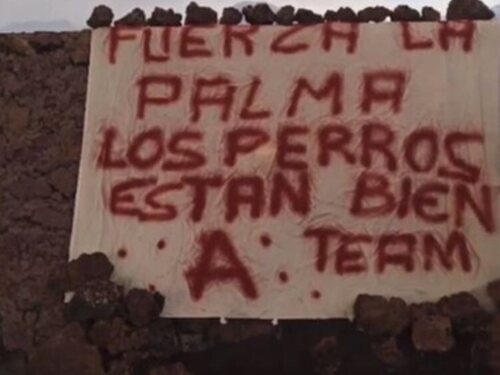 FUERZA LA
PALMA
LOS PERROS
ESTAN BIEN
A TEAM